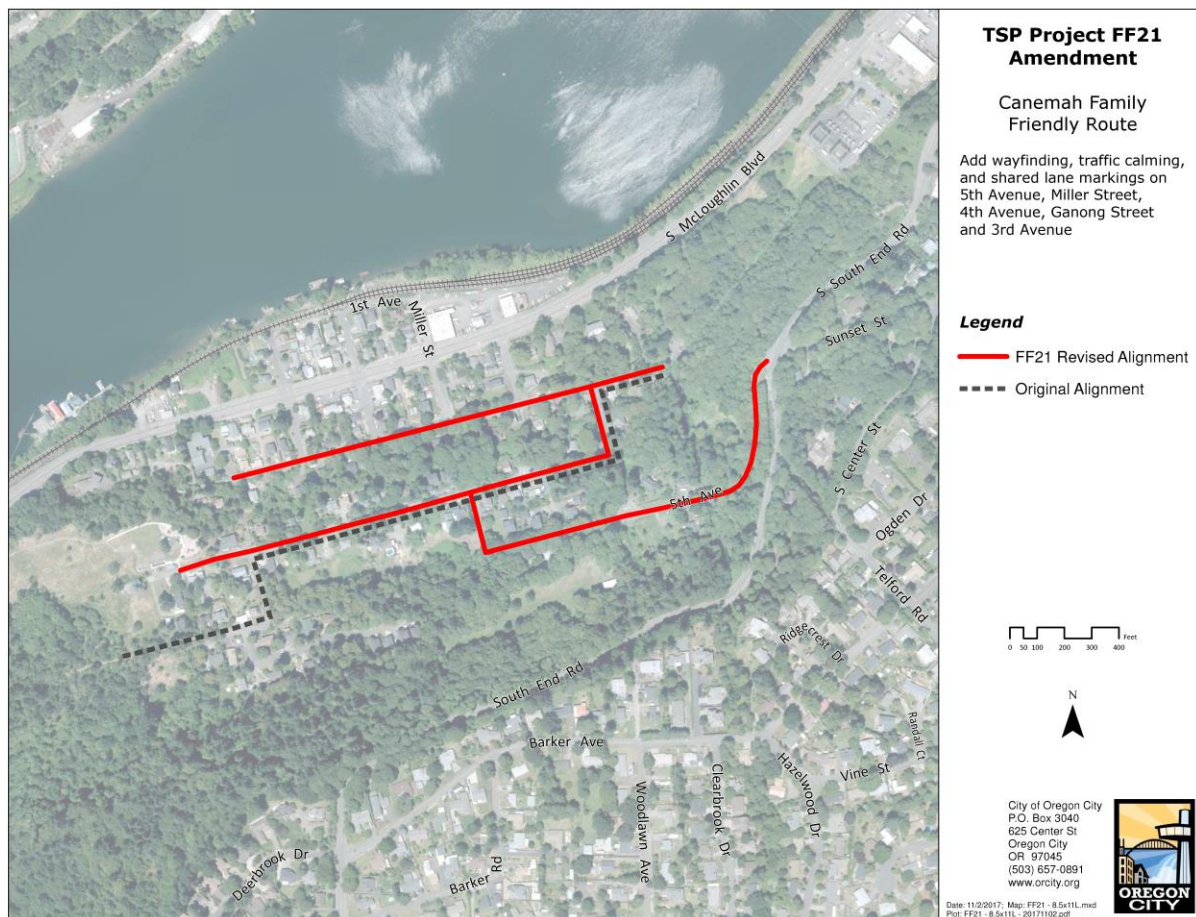 TSP Project FF21
Amendment
Canemah Family
Friendly Route
Add wayfinding, traffic calming,
and shared lane markings on
5th Avenue, Miller Street,
4th Avenue, Ganong Street
and 3rd Avenue
Legend
FF21 Revised Alignment
Original Alignment
S McLoughlin Blvd
S South End Rd
Sunset St
1st Ave
Miller St
S Center St
5th Ave
Ogden Dr
Telford Rd
Ridgecrest Dr
South End Rd
Barker Ave
Randall Ct
Hazelwood Dr
Vine St
Clearbrook Dr
Woodlawn Ave
Deerbrook Dr
Barker Rd
0 50 100 200 300 400 Feet
N
City of Oregon City
P.O. Box 3040
625 Center St
Oregon City
OR 97045
(503) 657-0891
www.orcity.org
OREGON
CITY
Date: 11/2/2017; Map: FF21 - 8.5x11L.mxd
Plot: FF21 - 8.5x11L - 20171102.pdf